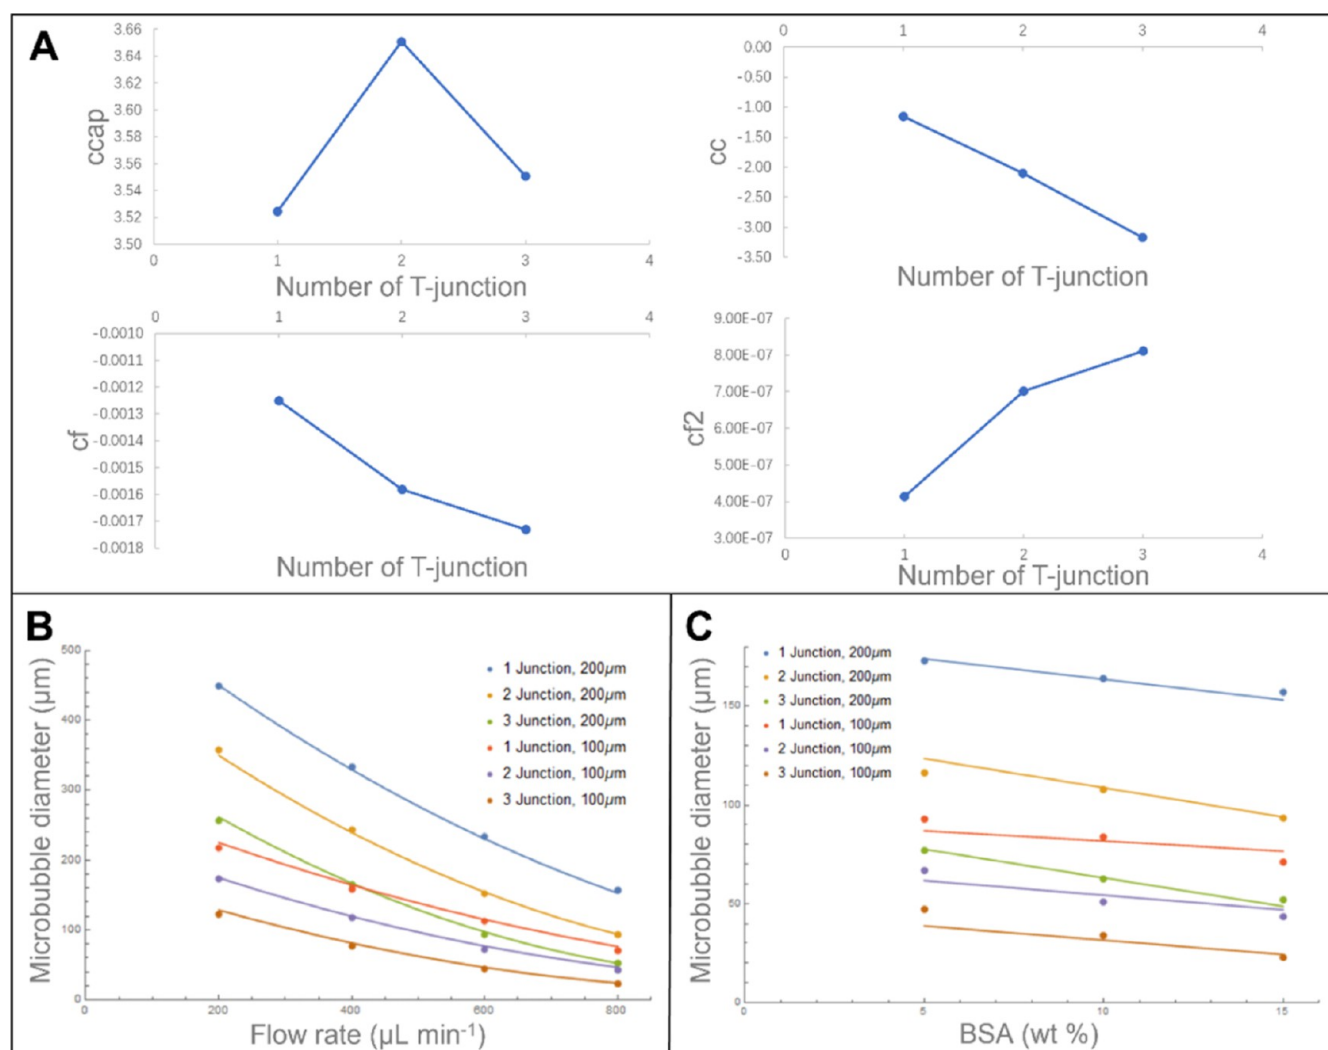 A
3.66
3.64
3.62
3.60
3.58
3.56
3.54
3.52
3.50
ccap
0 1 2 3 4
Number of T-junction
0 1 2 3 4
0.00
-0.50
-1.00
-1.50
-2.00
-2.50
-3.00
-3.50
cc
Number of T-junction
0 1 2 3 4
-0.0010
-0.0011
-0.0012
-0.0013
-0.0014
-0.0015
-0.0016
-0.0017
-0.0018
cf
Number of T-junction
9.00E-07
8.00E-07
7.00E-07
6.00E-07
5.00E-07
4.00E-07
3.00E-07
cf2
0 1 2 3 4
Number of T-junction
B
500
400
300
200
100
0
Microbubble diameter (μm)
1 Junction, 200μm
2 Junction, 200μm
3 Junction, 200μm
1 Junction, 100μm
2 Junction, 100μm
3 Junction, 100μm
0 200 400 600 800
Flow rate (μL min-1)
C
150
100
50
0
Microbubble diameter (μm)
1 Junction, 200μm
2 Junction, 200μm
3 Junction, 200μm
1 Junction, 100μm
2 Junction, 100μm
3 Junction, 100μm
0 5 10 15
BSA (wt %)